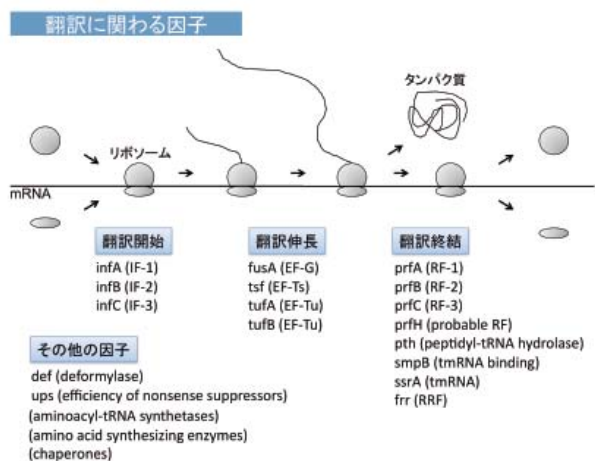 翻訳に関わる因子
タンパク質
リボソーム
mRNA
翻訳開始
infA (IF-1)
infB (IF-2)
infC (IF-3)
翻訳伸長
fusA (EF-G)
tsf (EF-Ts)
tufA (EF-Tu)
tufB (EF-Tu)
翻訳終結
prfA (RF-1)
prfB (RF-2)
prfC (RF-3)
prfH (probable RF)
pth (peptidyl-tRNA hydrolase)
smpB (tmRNA binding)
ssrA (tmRNA)
frr (RRF)
その他の因子
def (deformylase)
ups (efficiency of nonsense suppressors)
(aminoacyl-tRNA synthetases)
(amino acid synthesizing enzymes)
(chaperones)